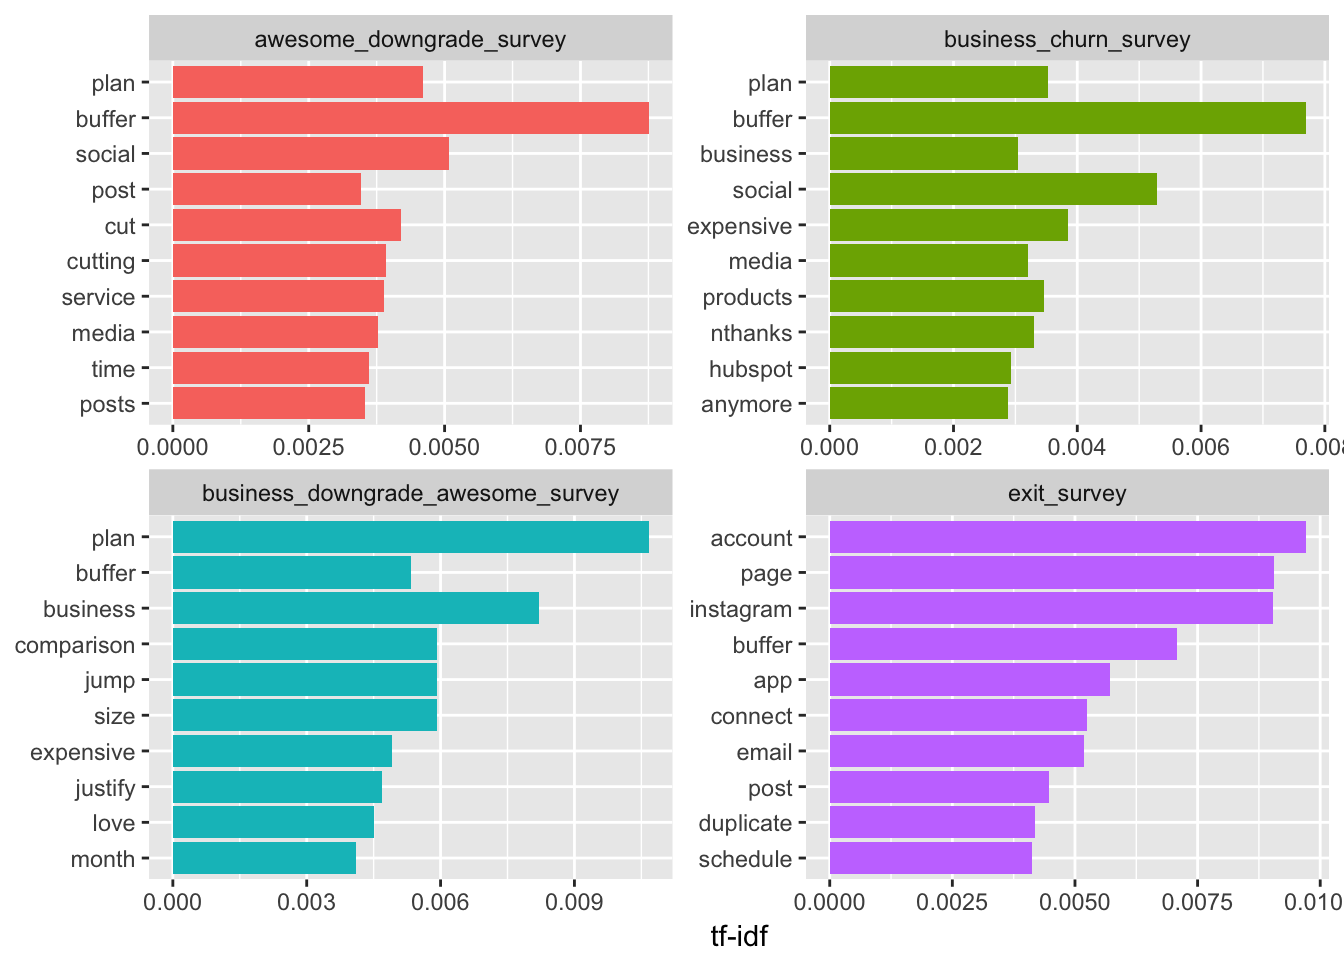 awesome_downgrade_survey
plan
buffer
social
post
cut
cutting
service
media
time
posts
0.0000 0.0025 0.0050 0.0075
business_churn_survey
plan
buffer
business
social
expensive
media
products
nthanks
hubspot
anymore
0.000 0.002 0.004 0.006 0.008
business_downgrade_awesome_survey
plan
buffer
business
comparison
jump
size
expensive
justify
love
month
0.000 0.003 0.006 0.009
exit_survey
account
page
instagram
buffer
app
connect
email
post
duplicate
schedule
0.0000 0.0025 0.0050 0.0075 0.010
tf-idf